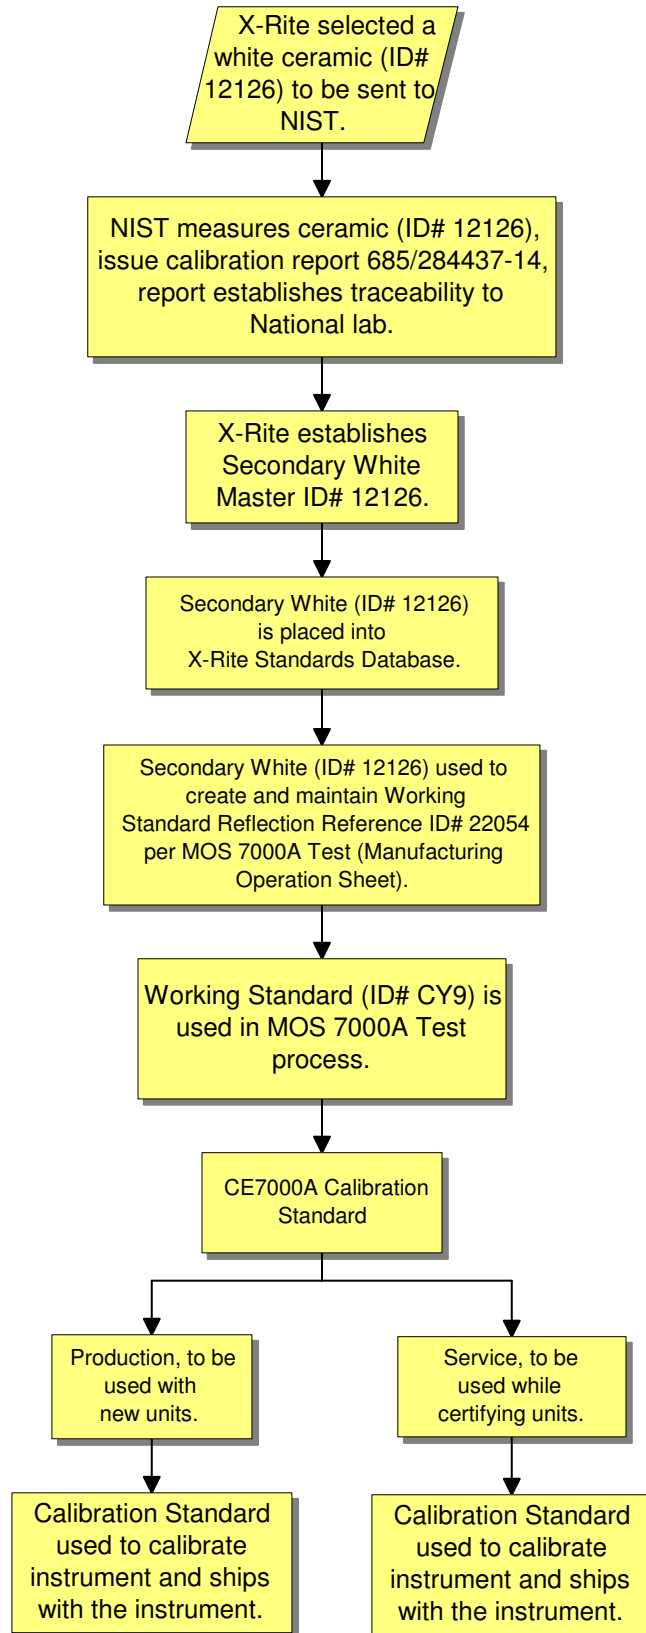 X-Rite selected a
white ceramic (ID#
12126) to be sent to
NIST.
NIST measures ceramic (ID# 12126),
issue calibration report 685/284437-14,
report establishes traceability to
National lab.
X-Rite establishes
Secondary White
Master ID# 12126.
Secondary White (ID# 12126)
is placed into
X-Rite Standards Database.
Secondary White (ID# 12126) used to
create and maintain Working
Standard Reflection Reference ID# 22054
per MOS 7000A Test (Manufacturing
Operation Sheet).
Working Standard (ID# CY9) is
used in MOS 7000A Test
process.
CE7000A Calibration
Standard
Production, to be
used with
new units.
Service, to be
used while
certifying units.
Calibration Standard
used to calibrate
instrument and ships
with the instrument.
Calibration Standard
used to calibrate
instrument and ships
with the instrument.